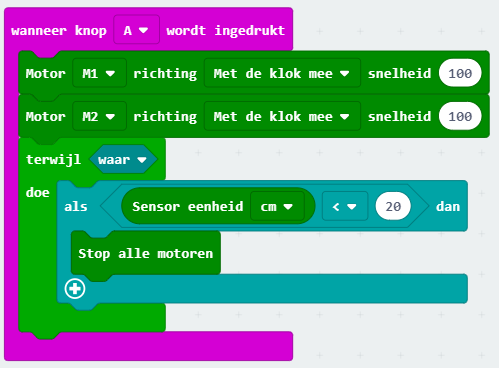 wanneer knop A wordt ingedrukt
Motor M1 richting Met de klok mee snelheid 100
Motor M2 richting Met de klok mee snelheid 100
terwijl waar
doe
als Sensor eenheid cm < 20 dan
Stop alle motoren